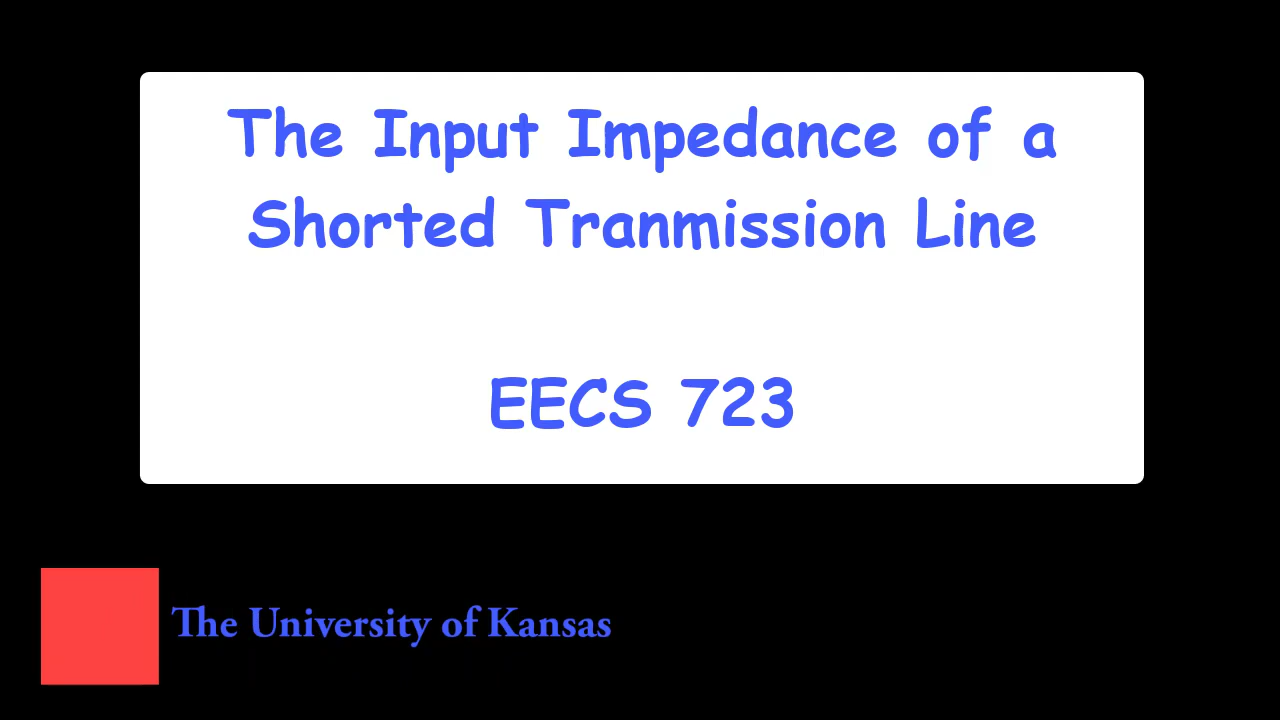 The Input Impedance of a
Shorted Tranmission Line
EECS 723
The University of Kansas